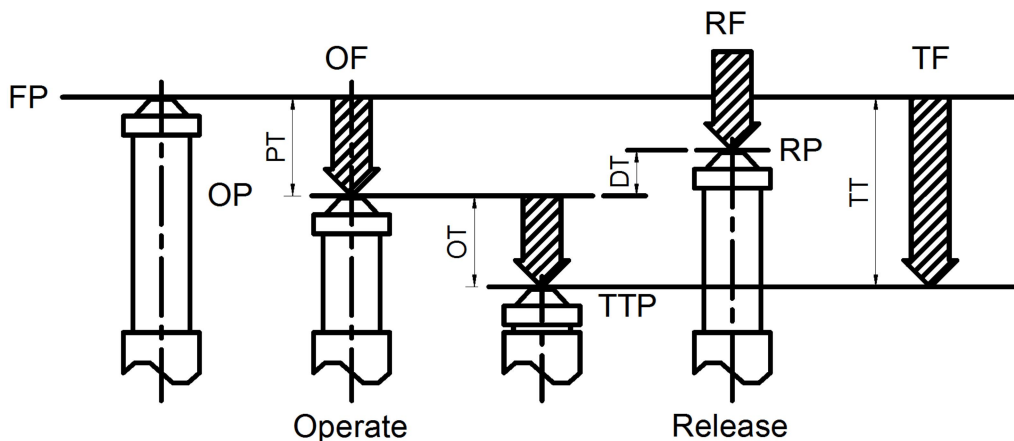 RF
OF
TF
FP
PT
DT
RP
OP
TT
OT
TTP
Operate
Release